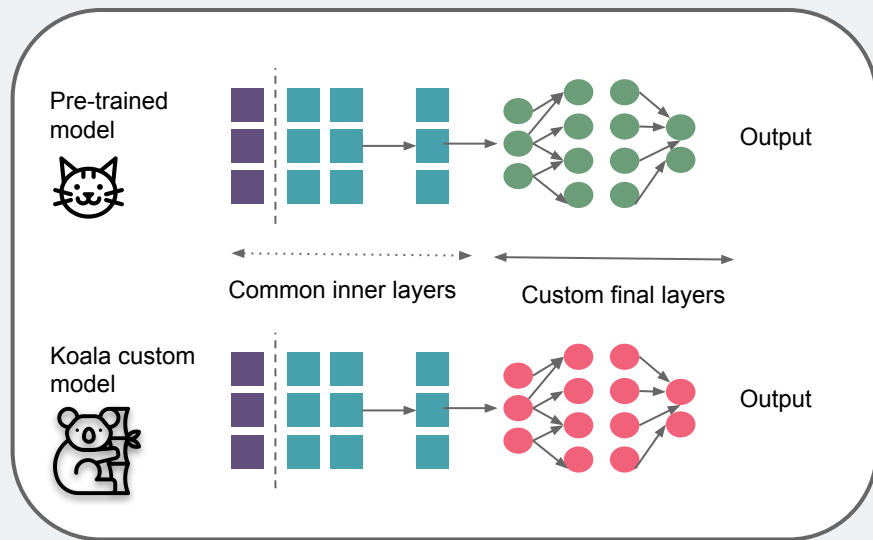 Pre-trained
model
Output
Common inner layers
Custom final layers
Koala custom
model
Output